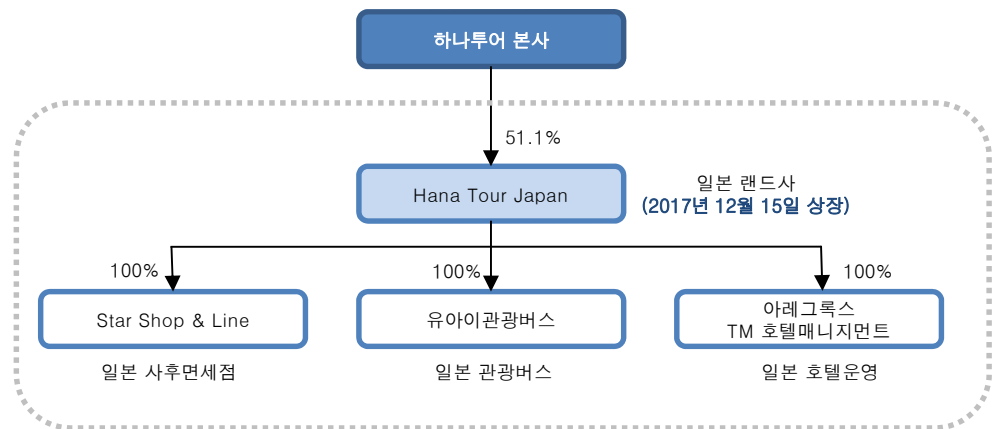 하나투어 본사
51.1%
Hana Tour Japan
일본 랜드사
(2017년 12월 15일 상장)
100%
100%
100%
Star Shop & Line
유아이관광버스
아레그록스
TM 호텔매니지먼트
일본 사후면세점
일본 관광버스
일본 호텔운영